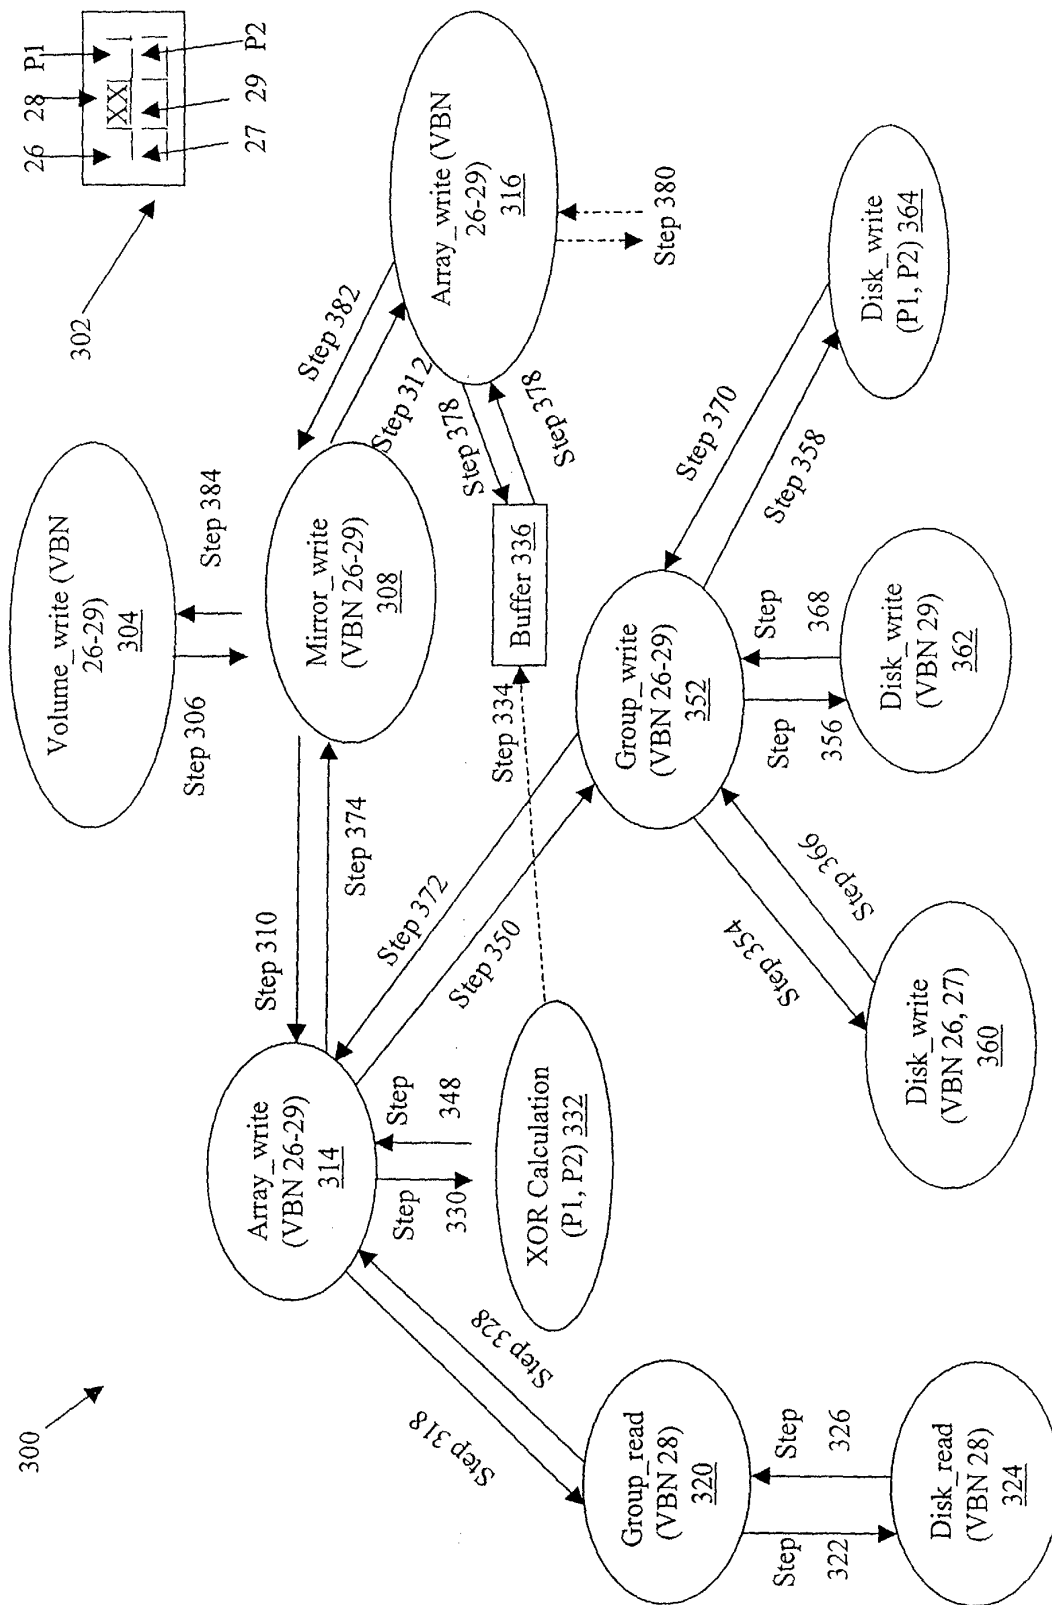 300
302
26
28
P1
XX
27
29
P2
Volume_write (VBN
26-29)
304
Step 306
Step 384
Mirror_write
(VBN 26-29)
308
Step 310
Step 374
Step 382
Step 312
Array_write
(VBN 26-29)
314
Array_write (VBN
26-29)
316
Step 380
Step 378
Step 378
Buffer 336
Step 334
Step 318
Step 328
Step
330
Step
348
XOR Calculation
(P1, P2) 332
Step 372
Step 350
Group_read
(VBN 28)
320
Step
322
Step
326
Disk_read
(VBN 28)
324
Group_write
(VBN 26-29)
352
Step 354
Step 366
Step
356
Step
368
Step 370
Step 358
Disk_write
(VBN 26, 27)
360
Disk_write
(VBN 29)
362
Disk_write
(P1, P2) 364